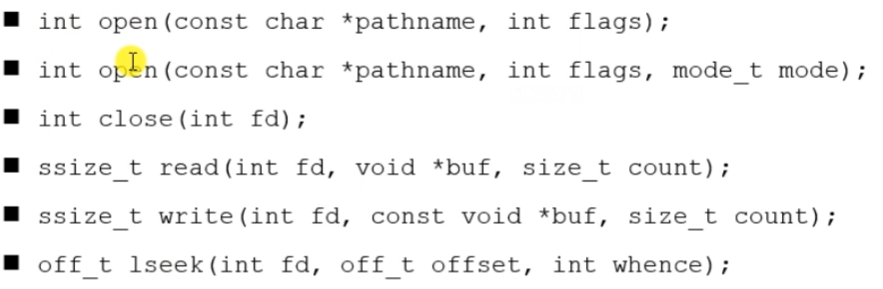 int open(const char *pathname, int flags);
int open(const char *pathname, int flags, mode_t mode);
int close(int fd);
ssize_t read(int fd, void *buf, size_t count);
ssize_t write(int fd, const void *buf, size_t count);
off_t lseek(int fd, off_t offset, int whence);